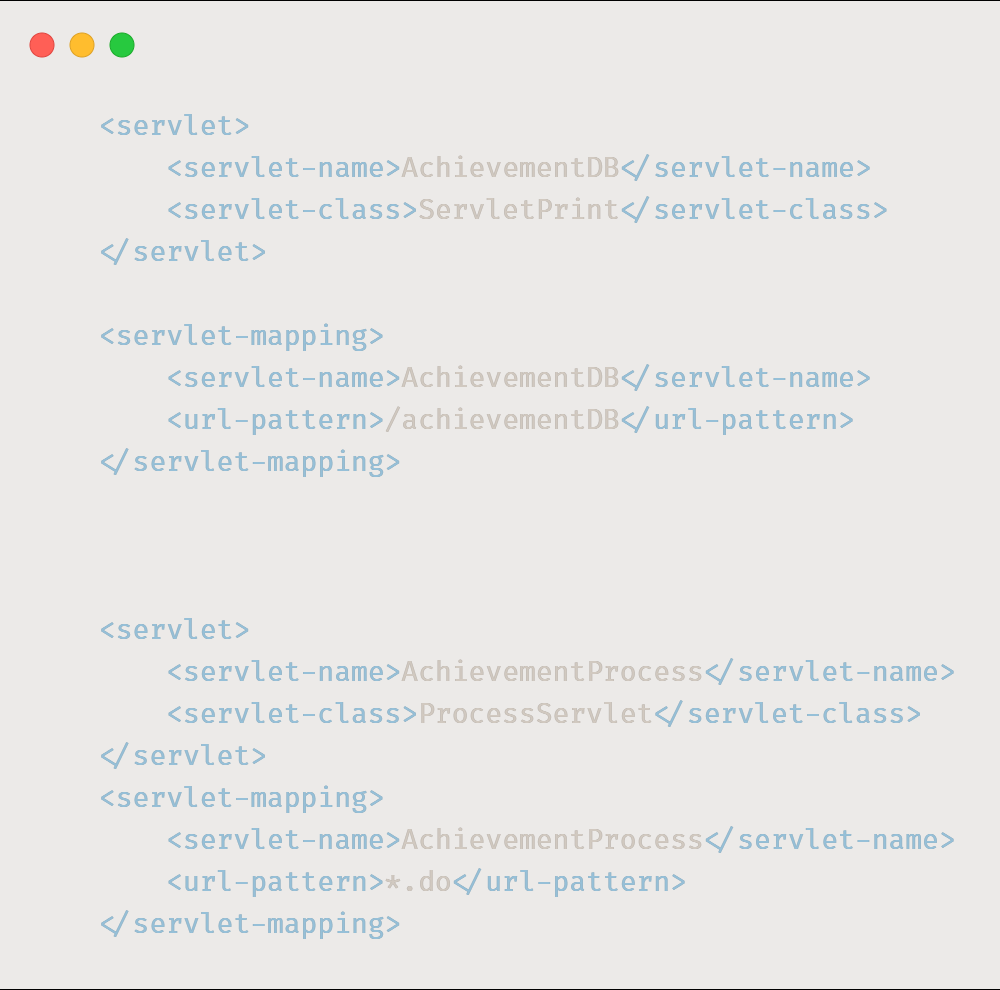 <servlet>
    <servlet-name>AchievementDB</servlet-name>
    <servlet-class>ServletPrint</servlet-class>
</servlet>
<servlet-mapping>
    <servlet-name>AchievementDB</servlet-name>
    <url-pattern>/achievementDB</url-pattern>
</servlet-mapping>
<servlet>
    <servlet-name>AchievementProcess</servlet-name>
    <servlet-class>ProcessServlet</servlet-class>
</servlet>
<servlet-mapping>
    <servlet-name>AchievementProcess</servlet-name>
    <url-pattern>*.do</url-pattern>
</servlet-mapping>